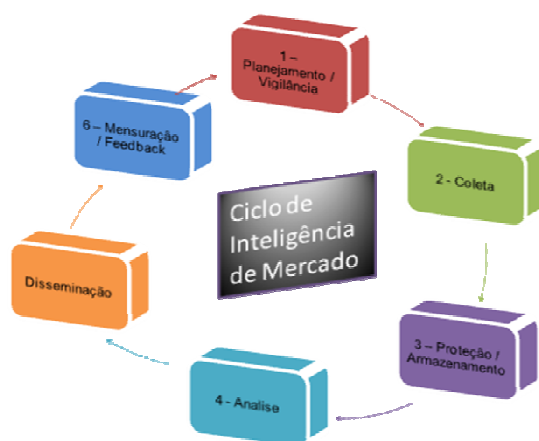 1 –
Planejamento /
Vigilância
2 - Coleta
3 – Proteção /
Armazenamento
4 - Analise
Disseminação
6 – Mensuração
/ Feedback
Ciclo de
Inteligência
de Mercado